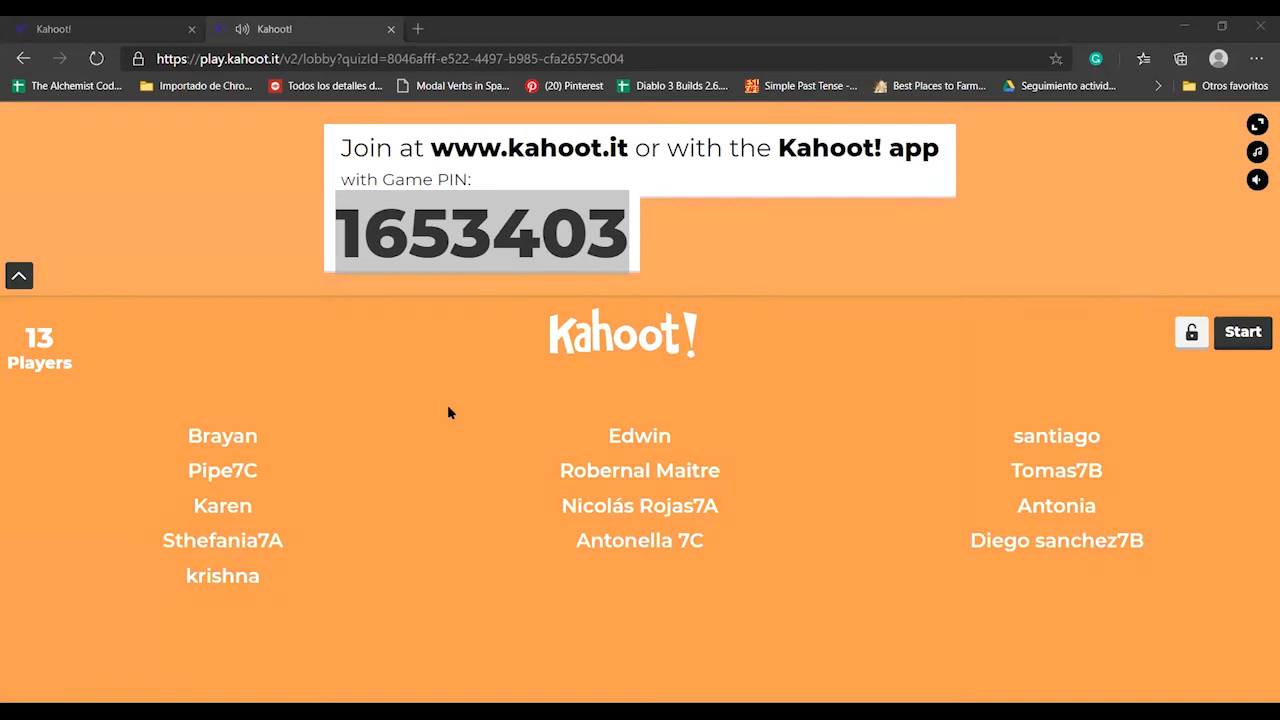 Kahoot!
Kahoot!
https://play.kahoot.it/v2/lobby?quizId=8046afff-e522-4497-b985-cfa26575c004
The Alchemist Cod...
Importado de Chro...
Todos los detalles d...
Modal Verbs in Spa...
(20) Pinterest
Diablo 3 Builds 2.6....
Simple Past Tense -...
Best Places to Farm...
Seguimiento activid...
Otros favoritos
Join at www.kahoot.it or with the Kahoot! app
with Game PIN:
1653403
13
Players
Kahoot!
Start
Brayan
Edwin
santiago
Pipe7C
Robernal Maitre
Tomas7B
Karen
Nicolás Rojas7A
Antonia
Sthefania7A
Antonella 7C
Diego sanchez7B
krishna